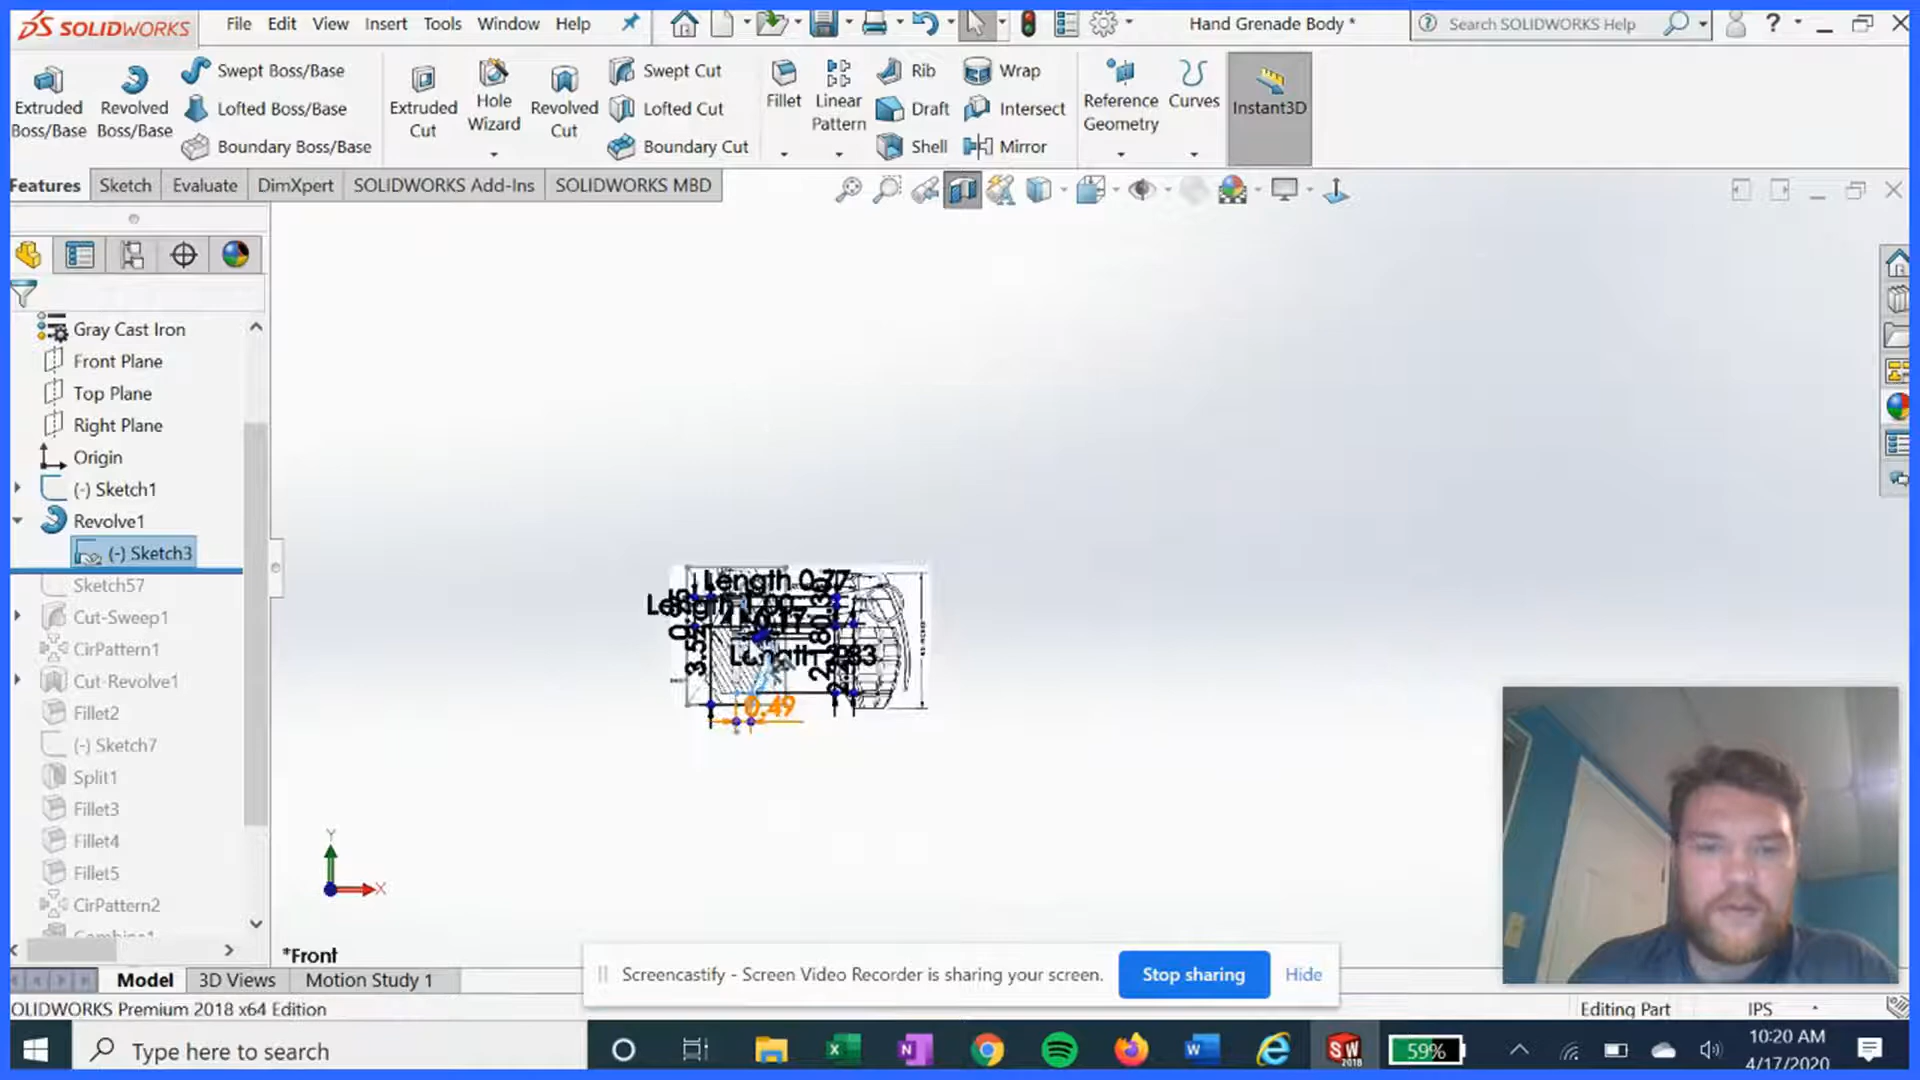 SOLIDWORKS File Edit View Insert Tools Window Help Hand Grenade Body * Search SOLIDWORKS Help ?
Extruded Boss/Base
Revolved Boss/Base
Swept Boss/Base
Lofted Boss/Base
Boundary Boss/Base
Extruded Cut
Hole Wizard
Revolved Cut
Swept Cut
Lofted Cut
Boundary Cut
Fillet
Linear Pattern
Rib
Draft
Shell
Wrap
Intersect
Mirror
Reference Geometry
Curves
Instant3D
Features Sketch Evaluate DimXpert SOLIDWORKS Add-Ins SOLIDWORKS MBD
Gray Cast Iron
Front Plane
Top Plane
Right Plane
Origin
(-) Sketch1
Revolve1
(-) Sketch3
Sketch57
Cut-Sweep1
CirPattern1
Cut-Revolve1
Fillet2
(-) Sketch7
Split1
Fillet3
Fillet4
Fillet5
CirPattern2
Combine1
Length 0.77
0.49
Y
X
*Front
Screencastify - Screen Video Recorder is sharing your screen. Stop sharing Hide
Model 3D Views Motion Study 1
SOLIDWORKS Premium 2018 x64 Edition Editing Part IPS
Type here to search 59% 10:20 AM
4/17/2020